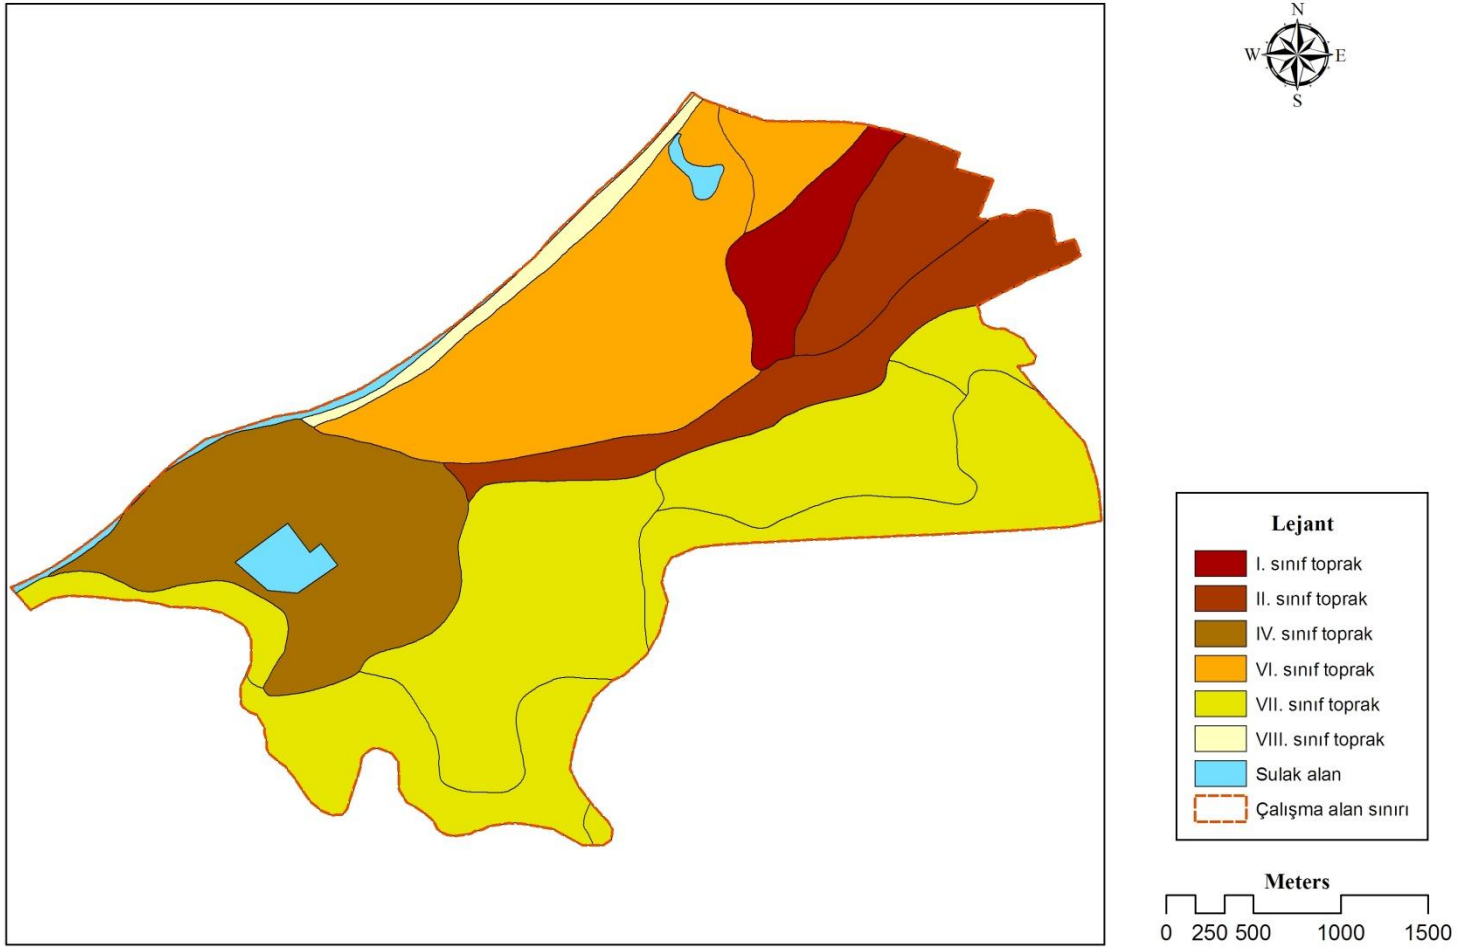 N
W E
S
Lejant
I. sınıf toprak
II. sınıf toprak
IV. sınıf toprak
VI. sınıf toprak
VII. sınıf toprak
VIII. sınıf toprak
Sulak alan
Çalışma alan sınırı
Meters
0 250 500 1000 1500